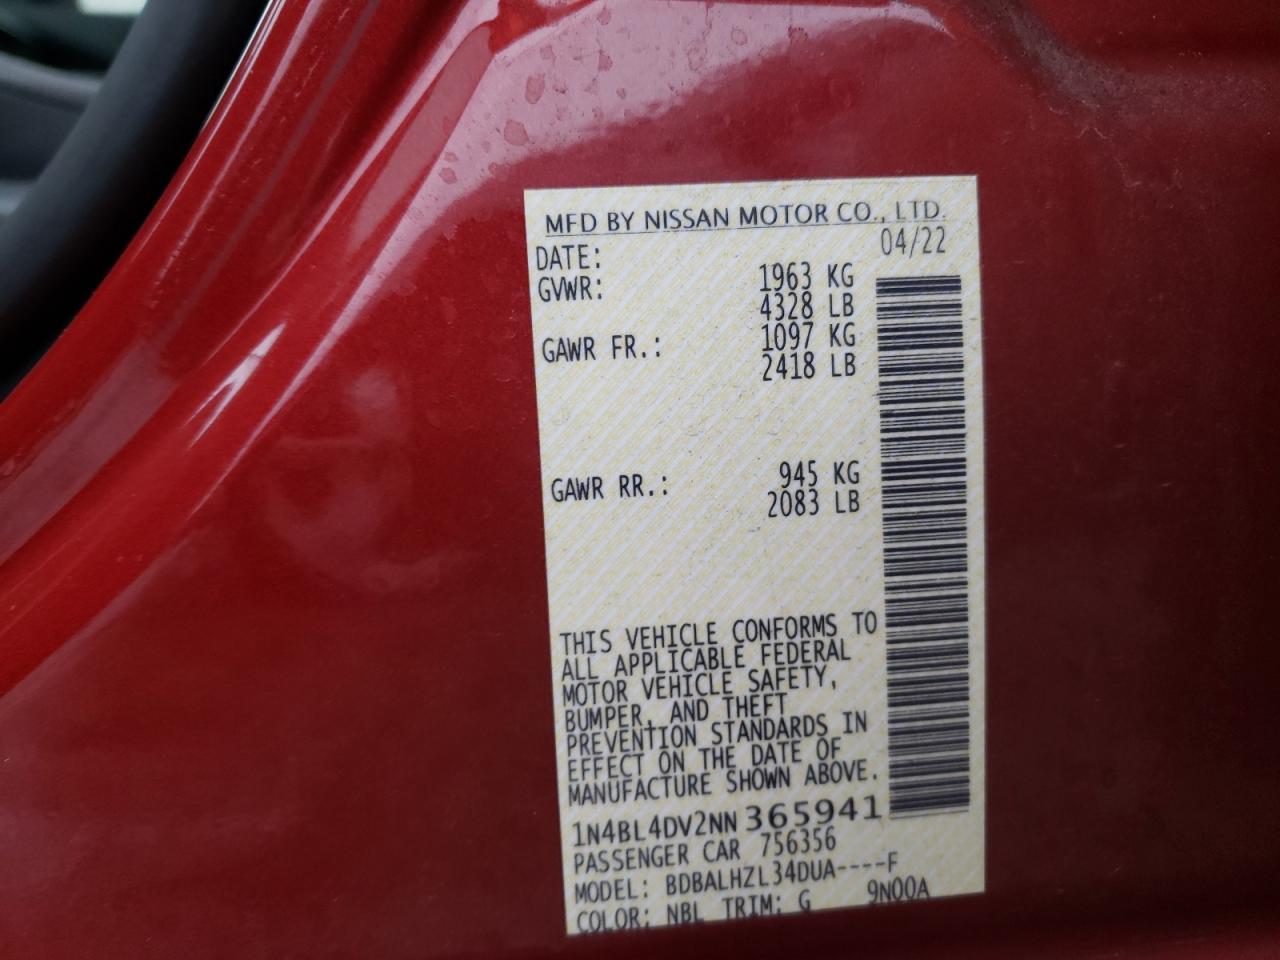 MFD BY NISSAN MOTOR CO., LTD.
DATE: 04/22
GVWR: 1963 KG
4328 LB
GAWR FR.: 1097 KG
2418 LB
GAWR RR.: 945 KG
2083 LB
THIS VEHICLE CONFORMS TO
ALL APPLICABLE FEDERAL
MOTOR VEHICLE SAFETY,
BUMPER, AND THEFT
PREVENTION STANDARDS IN
EFFECT ON THE DATE OF
MANUFACTURE SHOWN ABOVE.
1N4BL4DV2NN365941
PASSENGER CAR 756356
MODEL: BDBALHZL34DUA----F
COLOR: NBL TRIM: G 9N00A